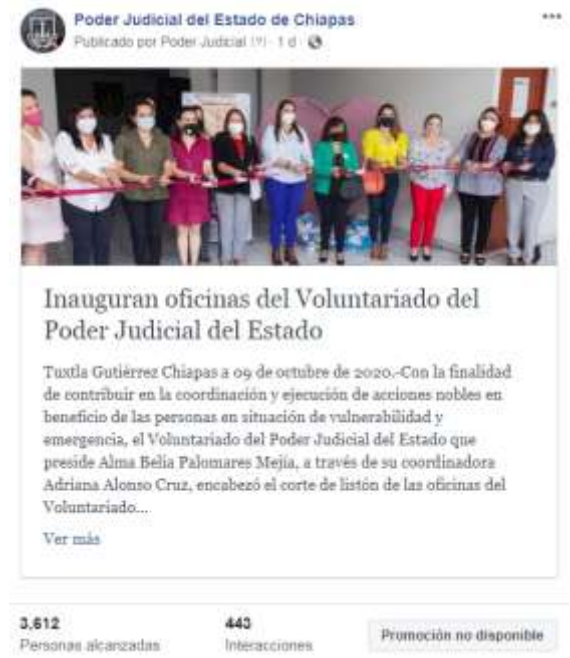 Poder Judicial del Estado de Chiapas
Publicado por Poder Judicial [?] · 1 d ·
Inauguran oficinas del Voluntariado del
Poder Judicial del Estado
Tuxtla Gutiérrez Chiapas a 09 de octubre de 2020.-Con la finalidad
de contribuir en la coordinación y ejecución de acciones nobles en
beneficio de las personas en situación de vulnerabilidad y
emergencia, el Voluntariado del Poder Judicial del Estado que
preside Alma Belia Palomares Mejía, a través de su coordinadora
Adriana Alonso Cruz, encabezó el corte de listón de las oficinas del
Voluntariado...
Ver más
3,612
443
Personas alcanzadas
Interacciones
Promoción no disponible